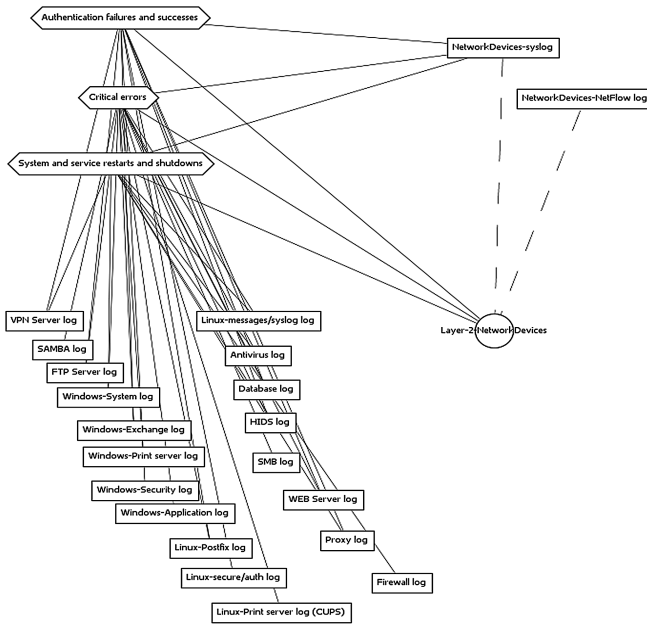 Authentication failures and successes
NetworkDevices-syslog
Critical errors
NetworkDevices-NetFlow log
System and service restarts and shutdowns
VPN Server log
Linux-messages/syslog log
Layer-2(NetworkDevices
SAMBA log
Antivirus log
FTP Server log
Database log
Windows-System log
HIDS log
Windows-Exchange log
Windows-Print server log
SMB log
Windows-Security log
WEB Server log
Windows-Application log
Proxy log
Linux-Postfix log
Linux-secure/auth log
Firewall log
Linux-Print server log (CUPS)